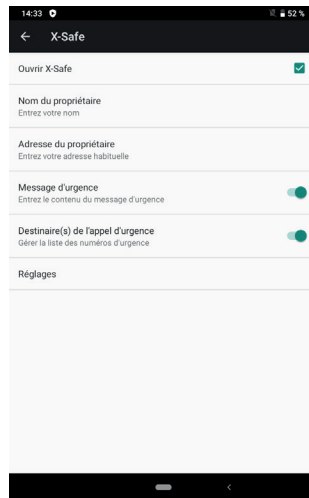 14:33 52 %
X-Safe
Ouvrir X-Safe
Nom du propriétaire
Entrez votre nom
Adresse du propriétaire
Entrez votre adresse habituelle
Message d'urgence
Entrez le contenu du message d'urgence
Destinaire(s) de l'appel d'urgence
Gérer la liste des numéros d'urgence
Réglages